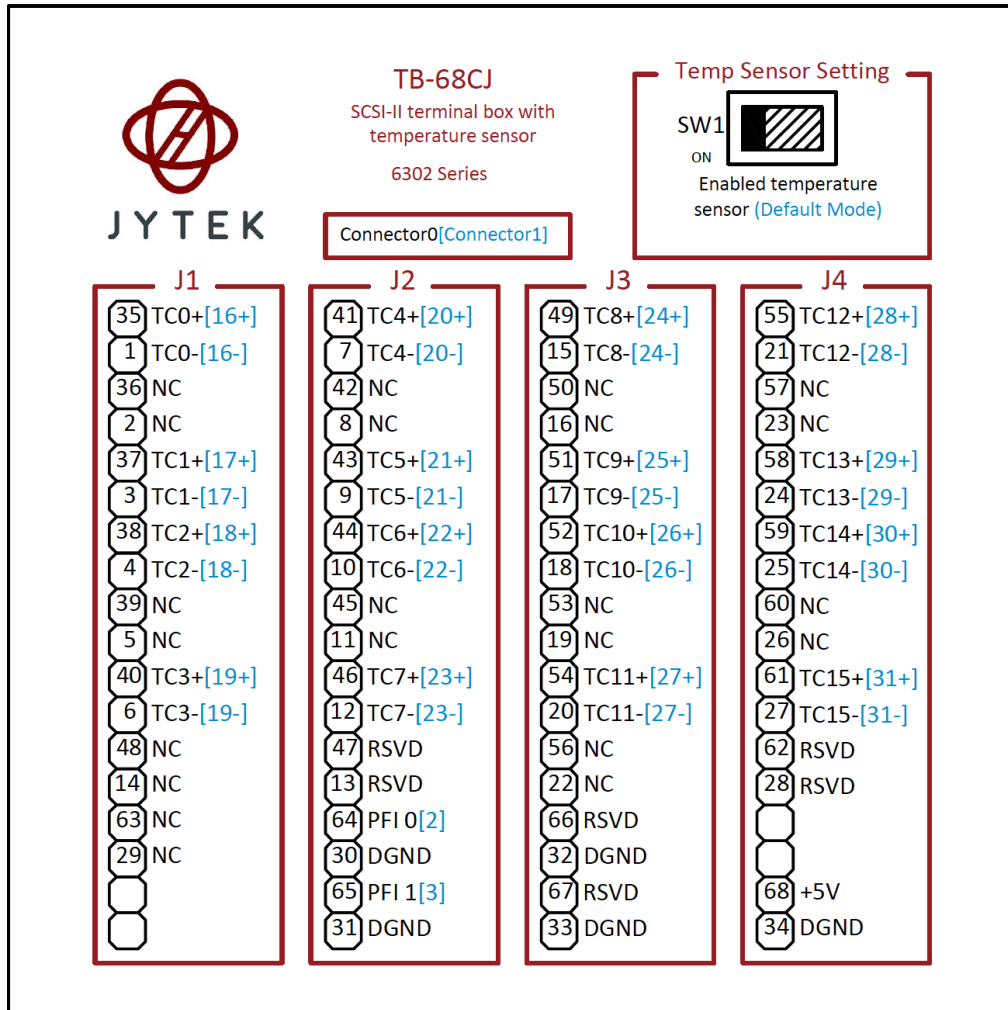 JYTEK
TB-68CJ
SCSI-II terminal box with
temperature sensor
6302 Series
Connector0[Connector1]
Temp Sensor Setting
SW1
ON
Enabled temperature
sensor (Default Mode)
J1
35 TC0+[16+]
1 TC0-[16-]
36 NC
2 NC
37 TC1+[17+]
3 TC1-[17-]
38 TC2+[18+]
4 TC2-[18-]
39 NC
5 NC
40 TC3+[19+]
6 TC3-[19-]
48 NC
14 NC
63 NC
29 NC
J2
41 TC4+[20+]
7 TC4-[20-]
42 NC
8 NC
43 TC5+[21+]
9 TC5-[21-]
44 TC6+[22+]
10 TC6-[22-]
45 NC
11 NC
46 TC7+[23+]
12 TC7-[23-]
47 RSVD
13 RSVD
64 PFI 0[2]
30 DGND
65 PFI 1[3]
31 DGND
J3
49 TC8+[24+]
15 TC8-[24-]
50 NC
16 NC
51 TC9+[25+]
17 TC9-[25-]
52 TC10+[26+]
18 TC10-[26-]
53 NC
19 NC
54 TC11+[27+]
20 TC11-[27-]
56 NC
22 NC
66 RSVD
32 DGND
67 RSVD
33 DGND
J4
55 TC12+[28+]
21 TC12-[28-]
57 NC
23 NC
58 TC13+[29+]
24 TC13-[29-]
59 TC14+[30+]
25 TC14-[30-]
60 NC
26 NC
61 TC15+[31+]
27 TC15-[31-]
62 RSVD
28 RSVD
68 +5V
34 DGND